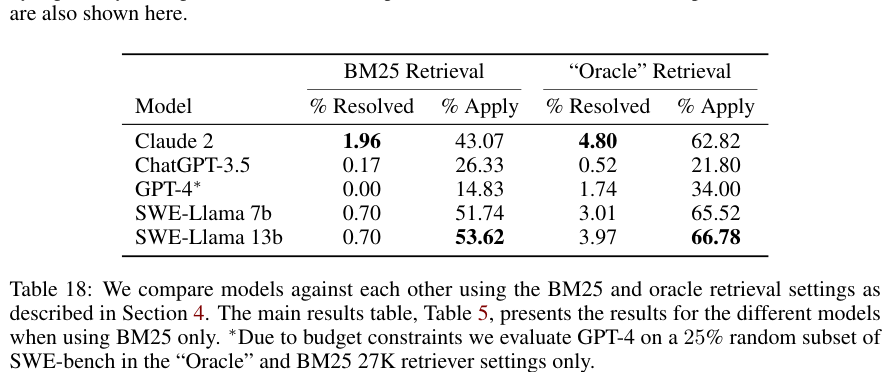 are also shown here.
BM25 Retrieval “Oracle” Retrieval
Model % Resolved % Apply % Resolved % Apply
Claude 2 1.96 43.07 4.80 62.82
ChatGPT-3.5 0.17 26.33 0.52 21.80
GPT-4* 0.00 14.83 1.74 34.00
SWE-Llama 7b 0.70 51.74 3.01 65.52
SWE-Llama 13b 0.70 53.62 3.97 66.78
Table 18: We compare models against each other using the BM25 and oracle retrieval settings as
described in Section 4. The main results table, Table 5, presents the results for the different models
when using BM25 only. *Due to budget constraints we evaluate GPT-4 on a 25% random subset of
SWE-bench in the “Oracle” and BM25 27K retriever settings only.